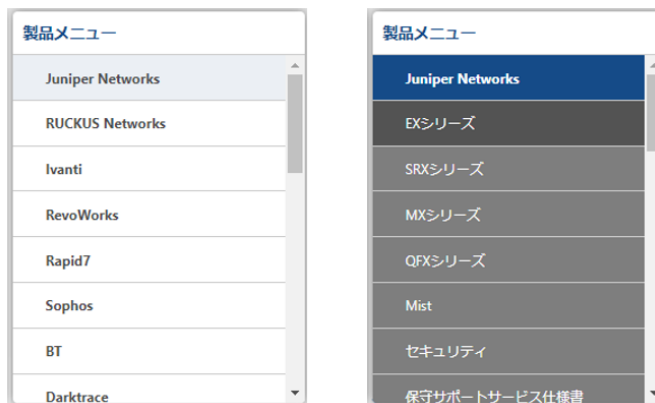 製品メニュー
Juniper Networks
RUCKUS Networks
Ivanti
RevoWorks
Rapid7
Sophos
BT
Darktrace
製品メニュー
Juniper Networks
EXシリーズ
SRXシリーズ
MXシリーズ
QFXシリーズ
Mist
セキュリティ
保守サポートサービス仕様書